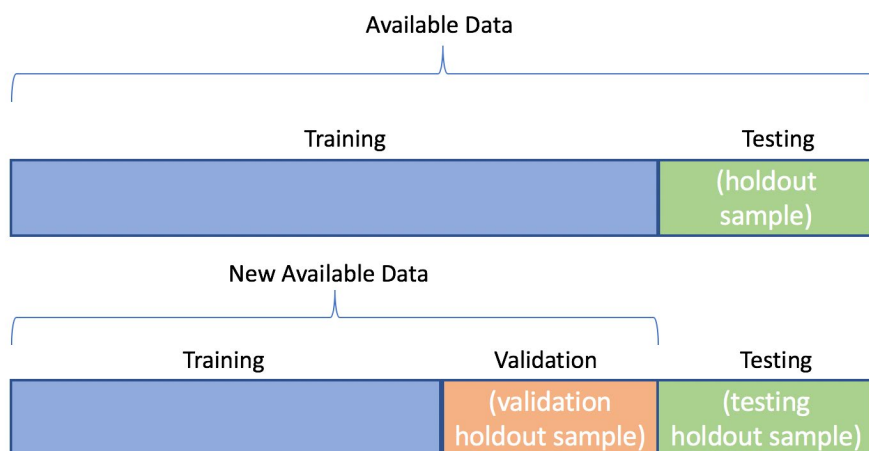 Available Data
Training Testing
(holdout
sample)
New Available Data
Training Validation Testing
(validation
holdout sample)
(testing
holdout sample)